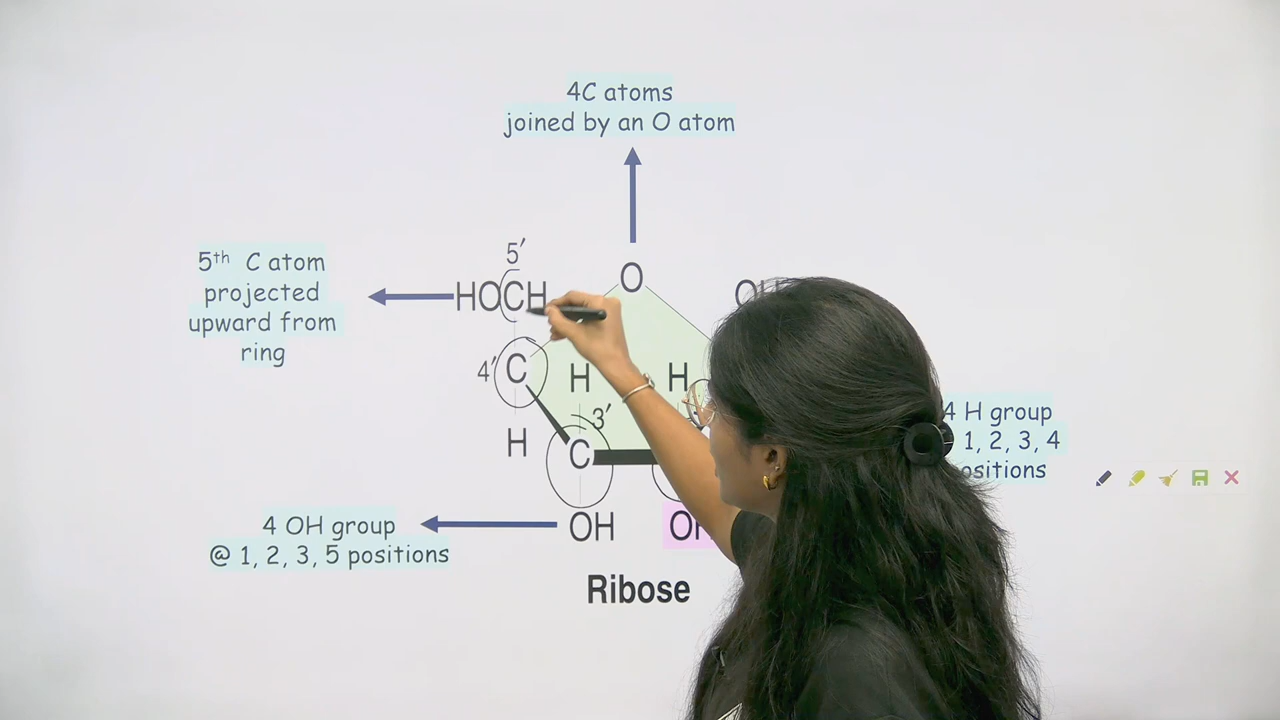 4C atoms
joined by an O atom
5th C atom
projected
upward from
ring
5′
HOCH
O
4′
C
H
H
H
3′
C
4 H group
1, 2, 3, 4
4 OH group
@ 1, 2, 3, 5 positions
OH
Ribose